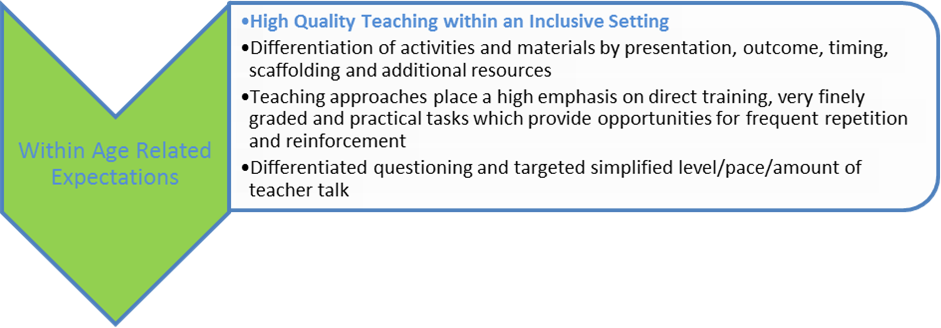 Within Age Related
Expectations
•High Quality Teaching within an Inclusive Setting
•Differentiation of activities and materials by presentation, outcome, timing,
scaffolding and additional resources
•Teaching approaches place a high emphasis on direct training, very finely
graded and practical tasks which provide opportunities for frequent repetition
and reinforcement
•Differentiated questioning and targeted simplified level/pace/amount of
teacher talk